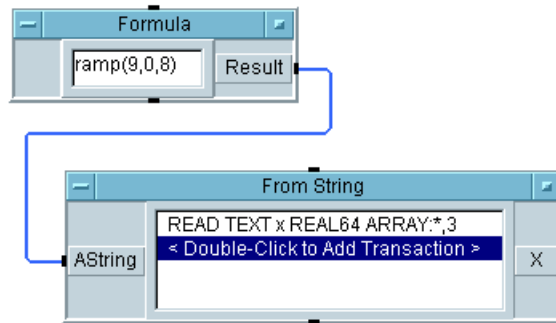 Formula
ramp(9,0,8)
Result
From String
AString
READ TEXT x REAL64 ARRAY:*,3
< Double-Click to Add Transaction >
X